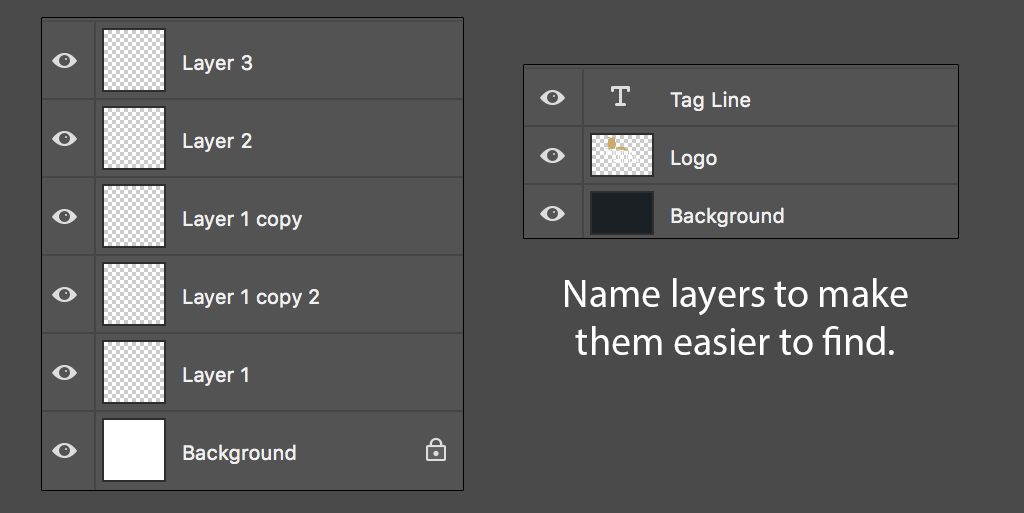 Layer 3
Layer 2
Layer 1 copy
Layer 1 copy 2
Layer 1
Background
T
Tag Line
Logo
Background
Name layers to make
them easier to find.